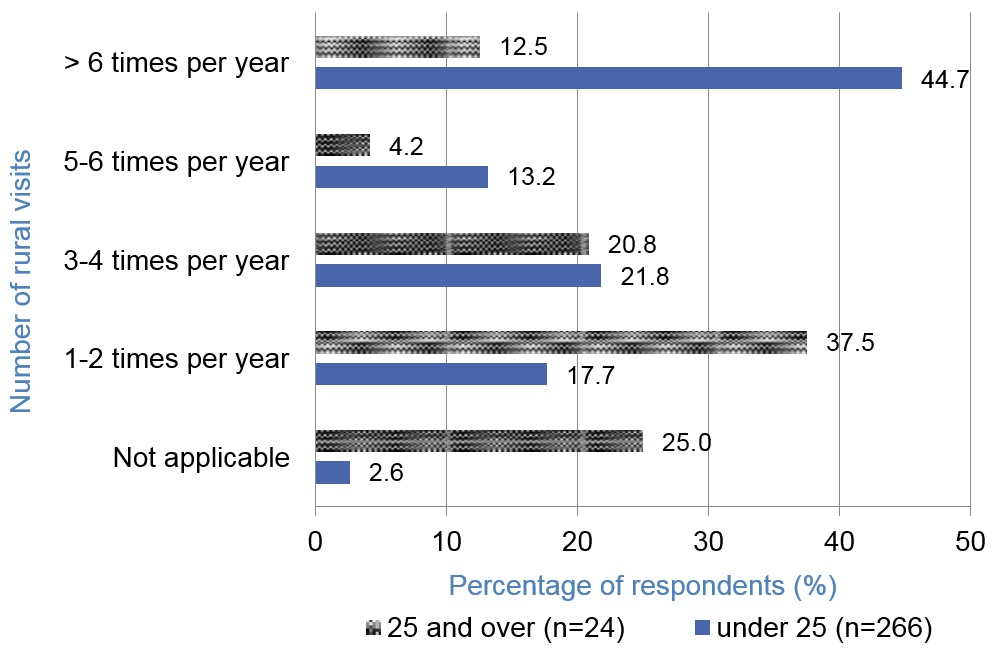 Number of rural visits
> 6 times per year
12.5
44.7
5-6 times per year
4.2
13.2
3-4 times per year
20.8
21.8
1-2 times per year
37.5
17.7
Not applicable
25.0
2.6
0 10 20 30 40 50
Percentage of respondents (%)
25 and over (n=24) under 25 (n=266)